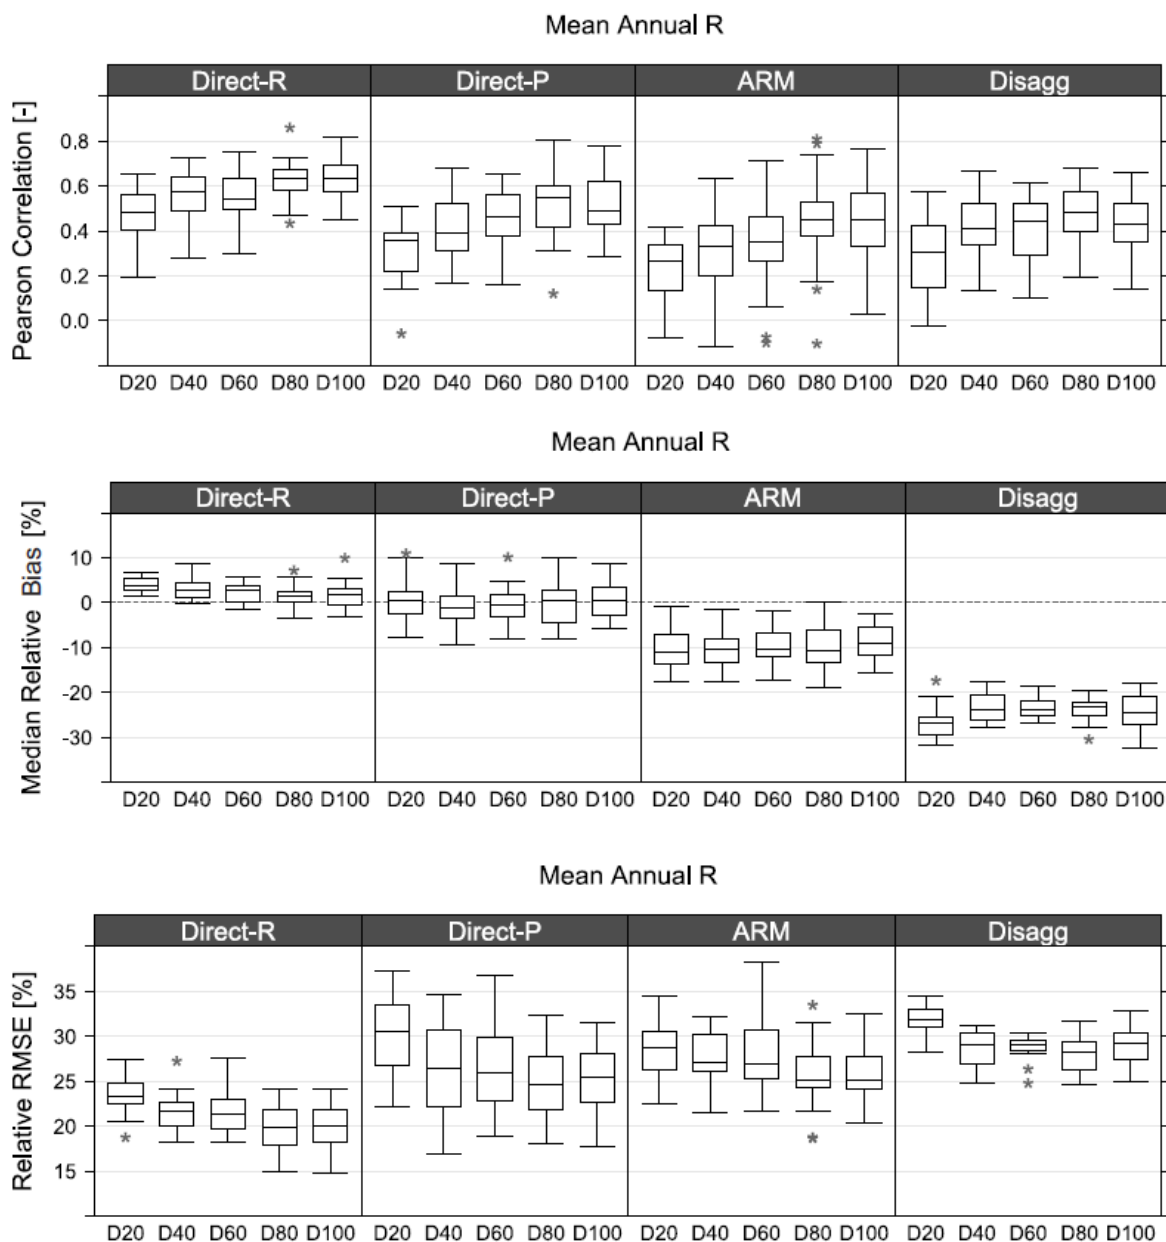 Mean Annual R
Direct-R Direct-P ARM Disagg
Pearson Correlation [-]
0.8
0.6
0.4
0.2
0.0
D20 D40 D60 D80 D100 D20 D40 D60 D80 D100 D20 D40 D60 D80 D100 D20 D40 D60 D80 D100
Mean Annual R
Direct-R Direct-P ARM Disagg
Median Relative Bias [%]
10
0
-10
-20
-30
D20 D40 D60 D80 D100 D20 D40 D60 D80 D100 D20 D40 D60 D80 D100 D20 D40 D60 D80 D100
Mean Annual R
Direct-R Direct-P ARM Disagg
Relative RMSE [%]
35
30
25
20
15
D20 D40 D60 D80 D100 D20 D40 D60 D80 D100 D20 D40 D60 D80 D100 D20 D40 D60 D80 D100